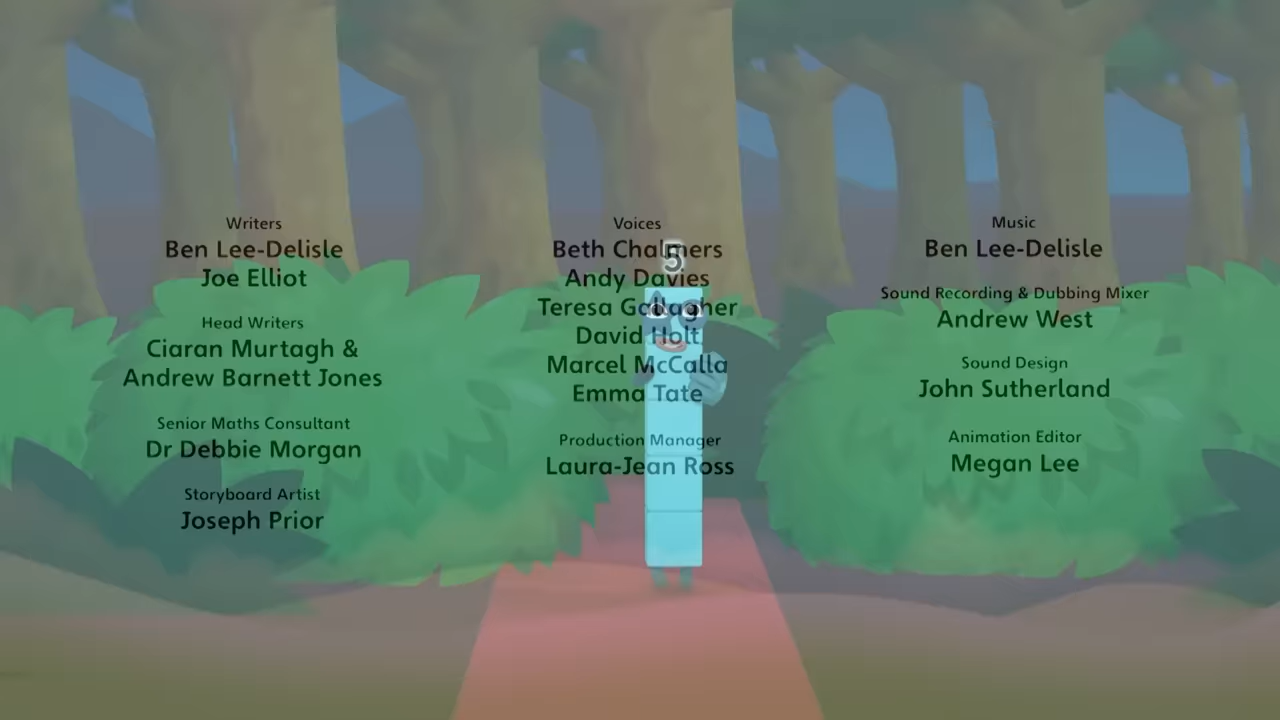 Writers
Ben Lee-Delisle
Joe Elliot
Head Writers
Ciaran Murtagh &
Andrew Barnett Jones
Senior Maths Consultant
Dr Debbie Morgan
Storyboard Artist
Joseph Prior
Voices
Beth Chalmers
Andy Davies
Teresa Gallagher
David Holt
Marcel McCalla
Emma Tate
Production Manager
Laura-Jean Ross
5
Music
Ben Lee-Delisle
Sound Recording & Dubbing Mixer
Andrew West
Sound Design
John Sutherland
Animation Editor
Megan Lee